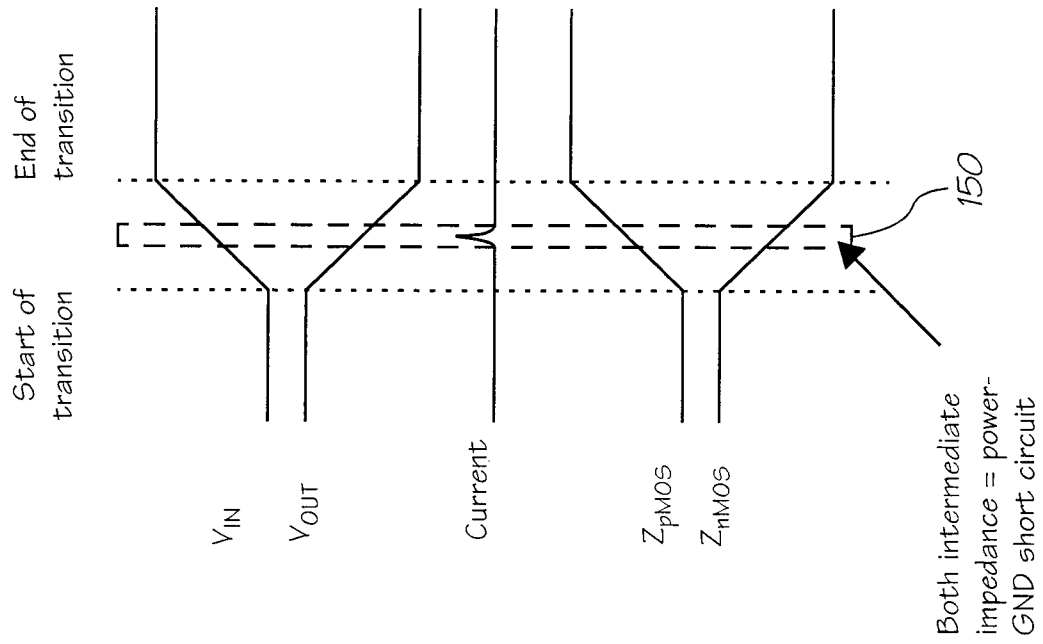 Start of
transition
End of
transition
V_IN
V_OUT
Current
Z_pMOS
Z_nMOS
150
Both intermediate
impedance = power-
GND short circuit